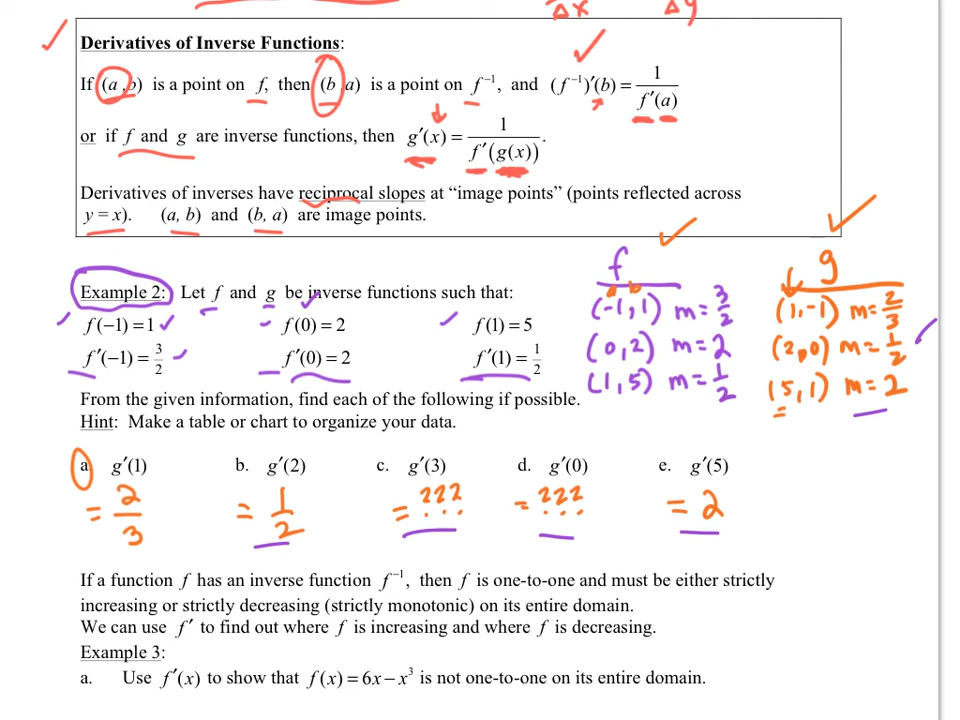 Δx Δy
Derivatives of Inverse Functions:
If (a, b) is a point on f, then (b, a) is a point on f⁻¹, and (f⁻¹)′(b) = 1/f′(a)
or if f and g are inverse functions, then g′(x) = 1/f′(g(x)).
Derivatives of inverses have reciprocal slopes at “image points” (points reflected across
y = x). (a, b) and (b, a) are image points.
f g
Example 2: Let f and g be inverse functions such that:
a b
(-1, 1) m = 3/2 (1, -1) m = 2/3
f(−1) = 1 f(0) = 2 f(1) = 5
(0, 2) m = 2 (2, 0) m = 1/2
f′(−1) = 3/2 f′(0) = 2 f′(1) = 1/2
(1, 5) m = 1/2 (5, 1) m = 2
From the given information, find each of the following if possible.
Hint: Make a table or chart to organize your data.
a. g′(1) b. g′(2) c. g′(3) d. g′(0) e. g′(5)
= 2/3 = 1/2 = ??? = ??? = 2
If a function f has an inverse function f⁻¹, then f is one-to-one and must be either strictly
increasing or strictly decreasing (strictly monotonic) on its entire domain.
We can use f′ to find out where f is increasing and where f is decreasing.
Example 3:
a. Use f′(x) to show that f(x) = 6x − x³ is not one-to-one on its entire domain.